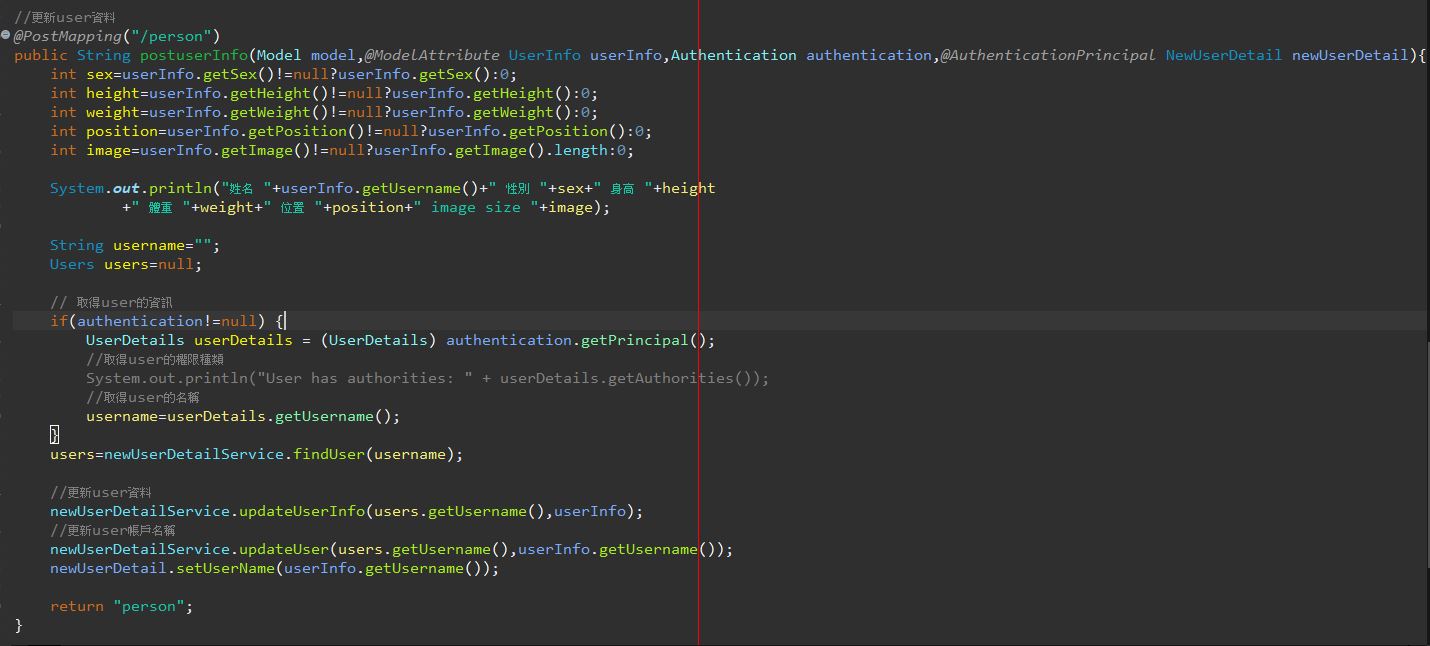 //更新user資料
@PostMapping("/person")
public String postuserInfo(Model model,@ModelAttribute UserInfo userInfo,Authentication authentication,@AuthenticationPrincipal NewUserDetail newUserDetail){
int sex=userInfo.getSex()!=null?userInfo.getSex():0;
int height=userInfo.getHeight()!=null?userInfo.getHeight():0;
int weight=userInfo.getWeight()!=null?userInfo.getWeight():0;
int position=userInfo.getPosition()!=null?userInfo.getPosition():0;
int image=userInfo.getImage()!=null?userInfo.getImage().length:0;
System.out.println("姓名 "+userInfo.getUsername()+" 性別 "+sex+" 身高 "+height
+" 體重 "+weight+" 位置 "+position+" image size "+image);
String username="";
Users users=null;
// 取得user的資訊
if(authentication!=null) {
UserDetails userDetails = (UserDetails) authentication.getPrincipal();
//取得user的權限種類
System.out.println("User has authorities: " + userDetails.getAuthorities());
//取得user的名稱
username=userDetails.getUsername();
}
users=newUserDetailService.findUser(username);
//更新user資料
newUserDetailService.updateUserInfo(users.getUsername(),userInfo);
//更新user帳戶名稱
newUserDetailService.updateUser(users.getUsername(),userInfo.getUsername());
newUserDetail.setUserName(userInfo.getUsername());
return "person";
}